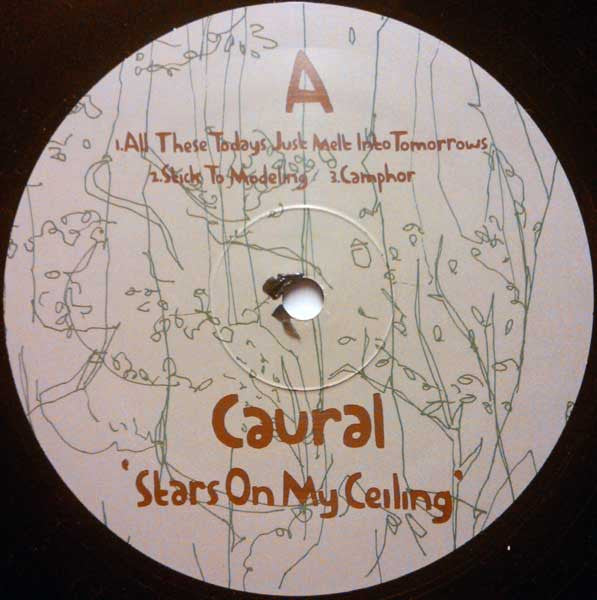 A
1.All These Todays Just Melt Into Tomorrows
2.Stick To Modeling 3.Camphor
Caural
'Stars On My Ceiling'